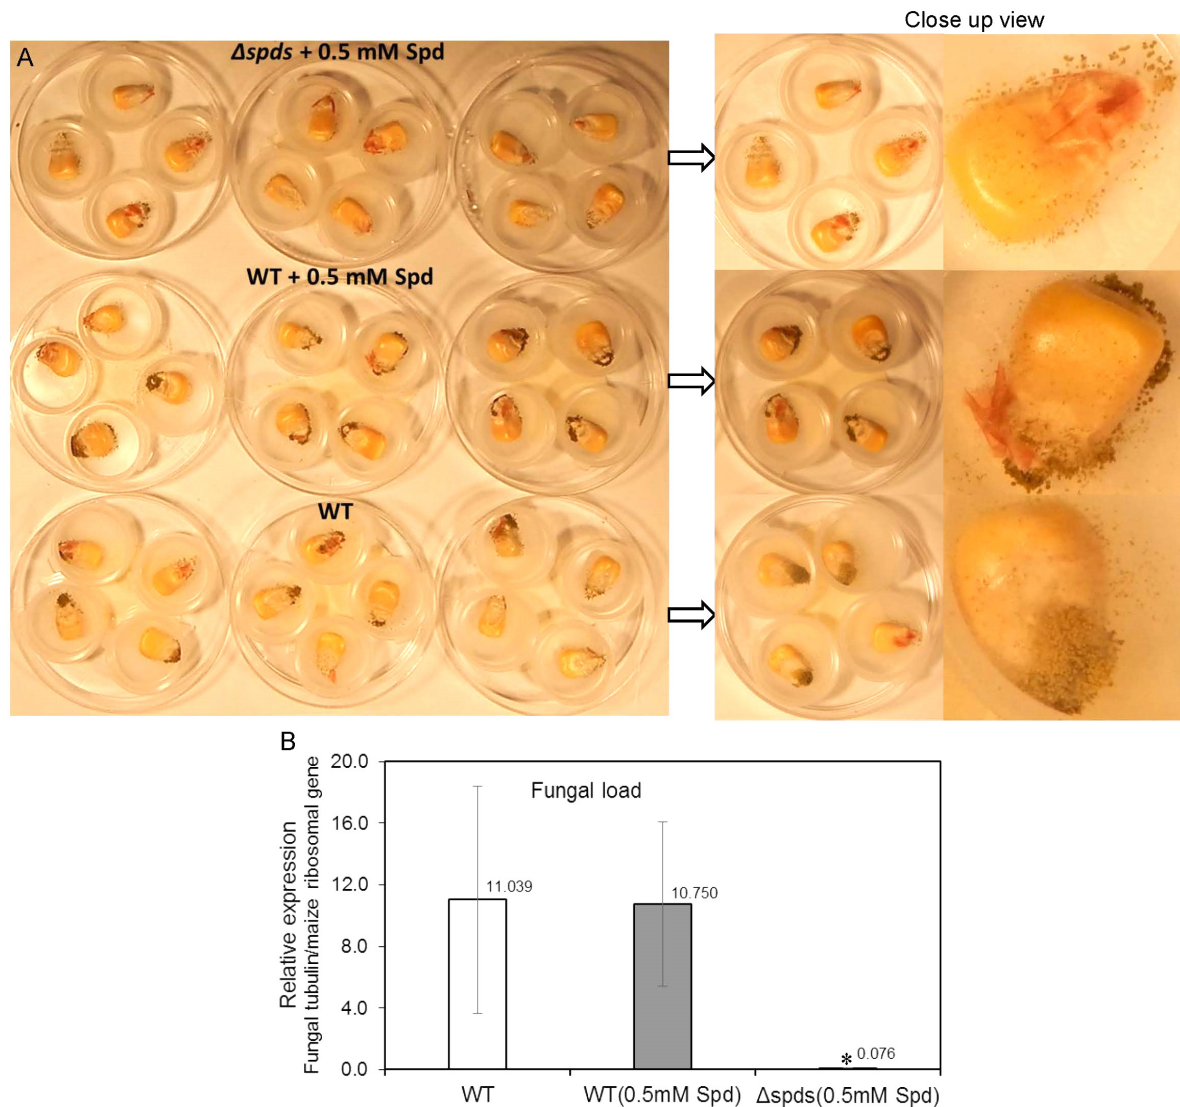 Close up view
A
Δspds + 0.5 mM Spd
WT + 0.5 mM Spd
WT
B
Relative expression
Fungal tubulin/maize ribosomal gene
20.0
16.0
12.0
8.0
4.0
0.0
Fungal load
11.039
10.750
* 0.076
WT
WT(0.5mM Spd)
Δspds(0.5mM Spd)